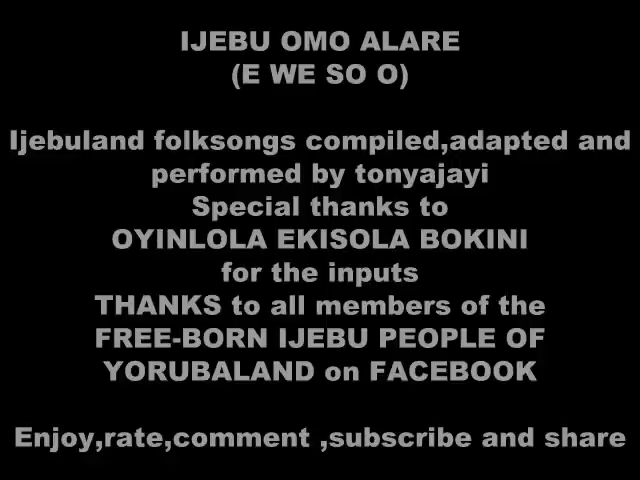 IJEBU OMO ALARE
(E WE SO O)
Ijebuland folksongs compiled,adapted and
performed by tonyajayi
Special thanks to
OYINLOLA EKISOLA BOKINI
for the inputs
THANKS to all members of the
FREE-BORN IJEBU PEOPLE OF
YORUBALAND on FACEBOOK
Enjoy,rate,comment ,subscribe and share